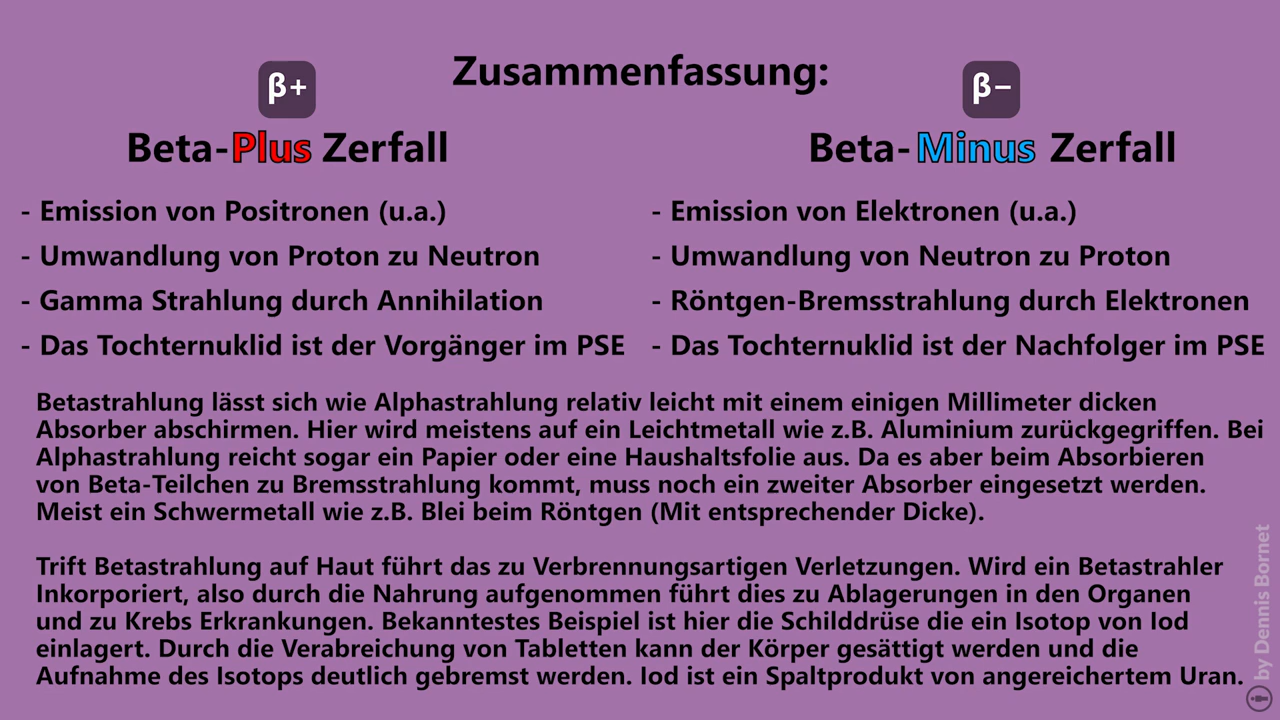 Zusammenfassung:
β+
Beta-Plus Zerfall
- Emission von Positronen (u.a.)
- Umwandlung von Proton zu Neutron
- Gamma Strahlung durch Annihilation
- Das Tochternuklid ist der Vorgänger im PSE
β−
Beta-Minus Zerfall
- Emission von Elektronen (u.a.)
- Umwandlung von Neutron zu Proton
- Röntgen-Bremsstrahlung durch Elektronen
- Das Tochternuklid ist der Nachfolger im PSE
Betastrahlung lässt sich wie Alphastrahlung relativ leicht mit einem einigen Millimeter dicken
Absorber abschirmen. Hier wird meistens auf ein Leichtmetall wie z.B. Aluminium zurückgegriffen. Bei
Alphastrahlung reicht sogar ein Papier oder eine Haushaltsfolie aus. Da es aber beim Absorbieren
von Beta-Teilchen zu Bremsstrahlung kommt, muss noch ein zweiter Absorber eingesetzt werden.
Meist ein Schwermetall wie z.B. Blei beim Röntgen (Mit entsprechender Dicke).
Trift Betastrahlung auf Haut führt das zu Verbrennungsartigen Verletzungen. Wird ein Betastrahler
Inkorporiert, also durch die Nahrung aufgenommen führt dies zu Ablagerungen in den Organen
und zu Krebs Erkrankungen. Bekanntestes Beispiel ist hier die Schilddrüse die ein Isotop von Iod
einlagert. Durch die Verabreichung von Tabletten kann der Körper gesättigt werden und die
Aufnahme des Isotops deutlich gebremst werden. Iod ist ein Spaltprodukt von angereichertem Uran.
by Dennis Bornet